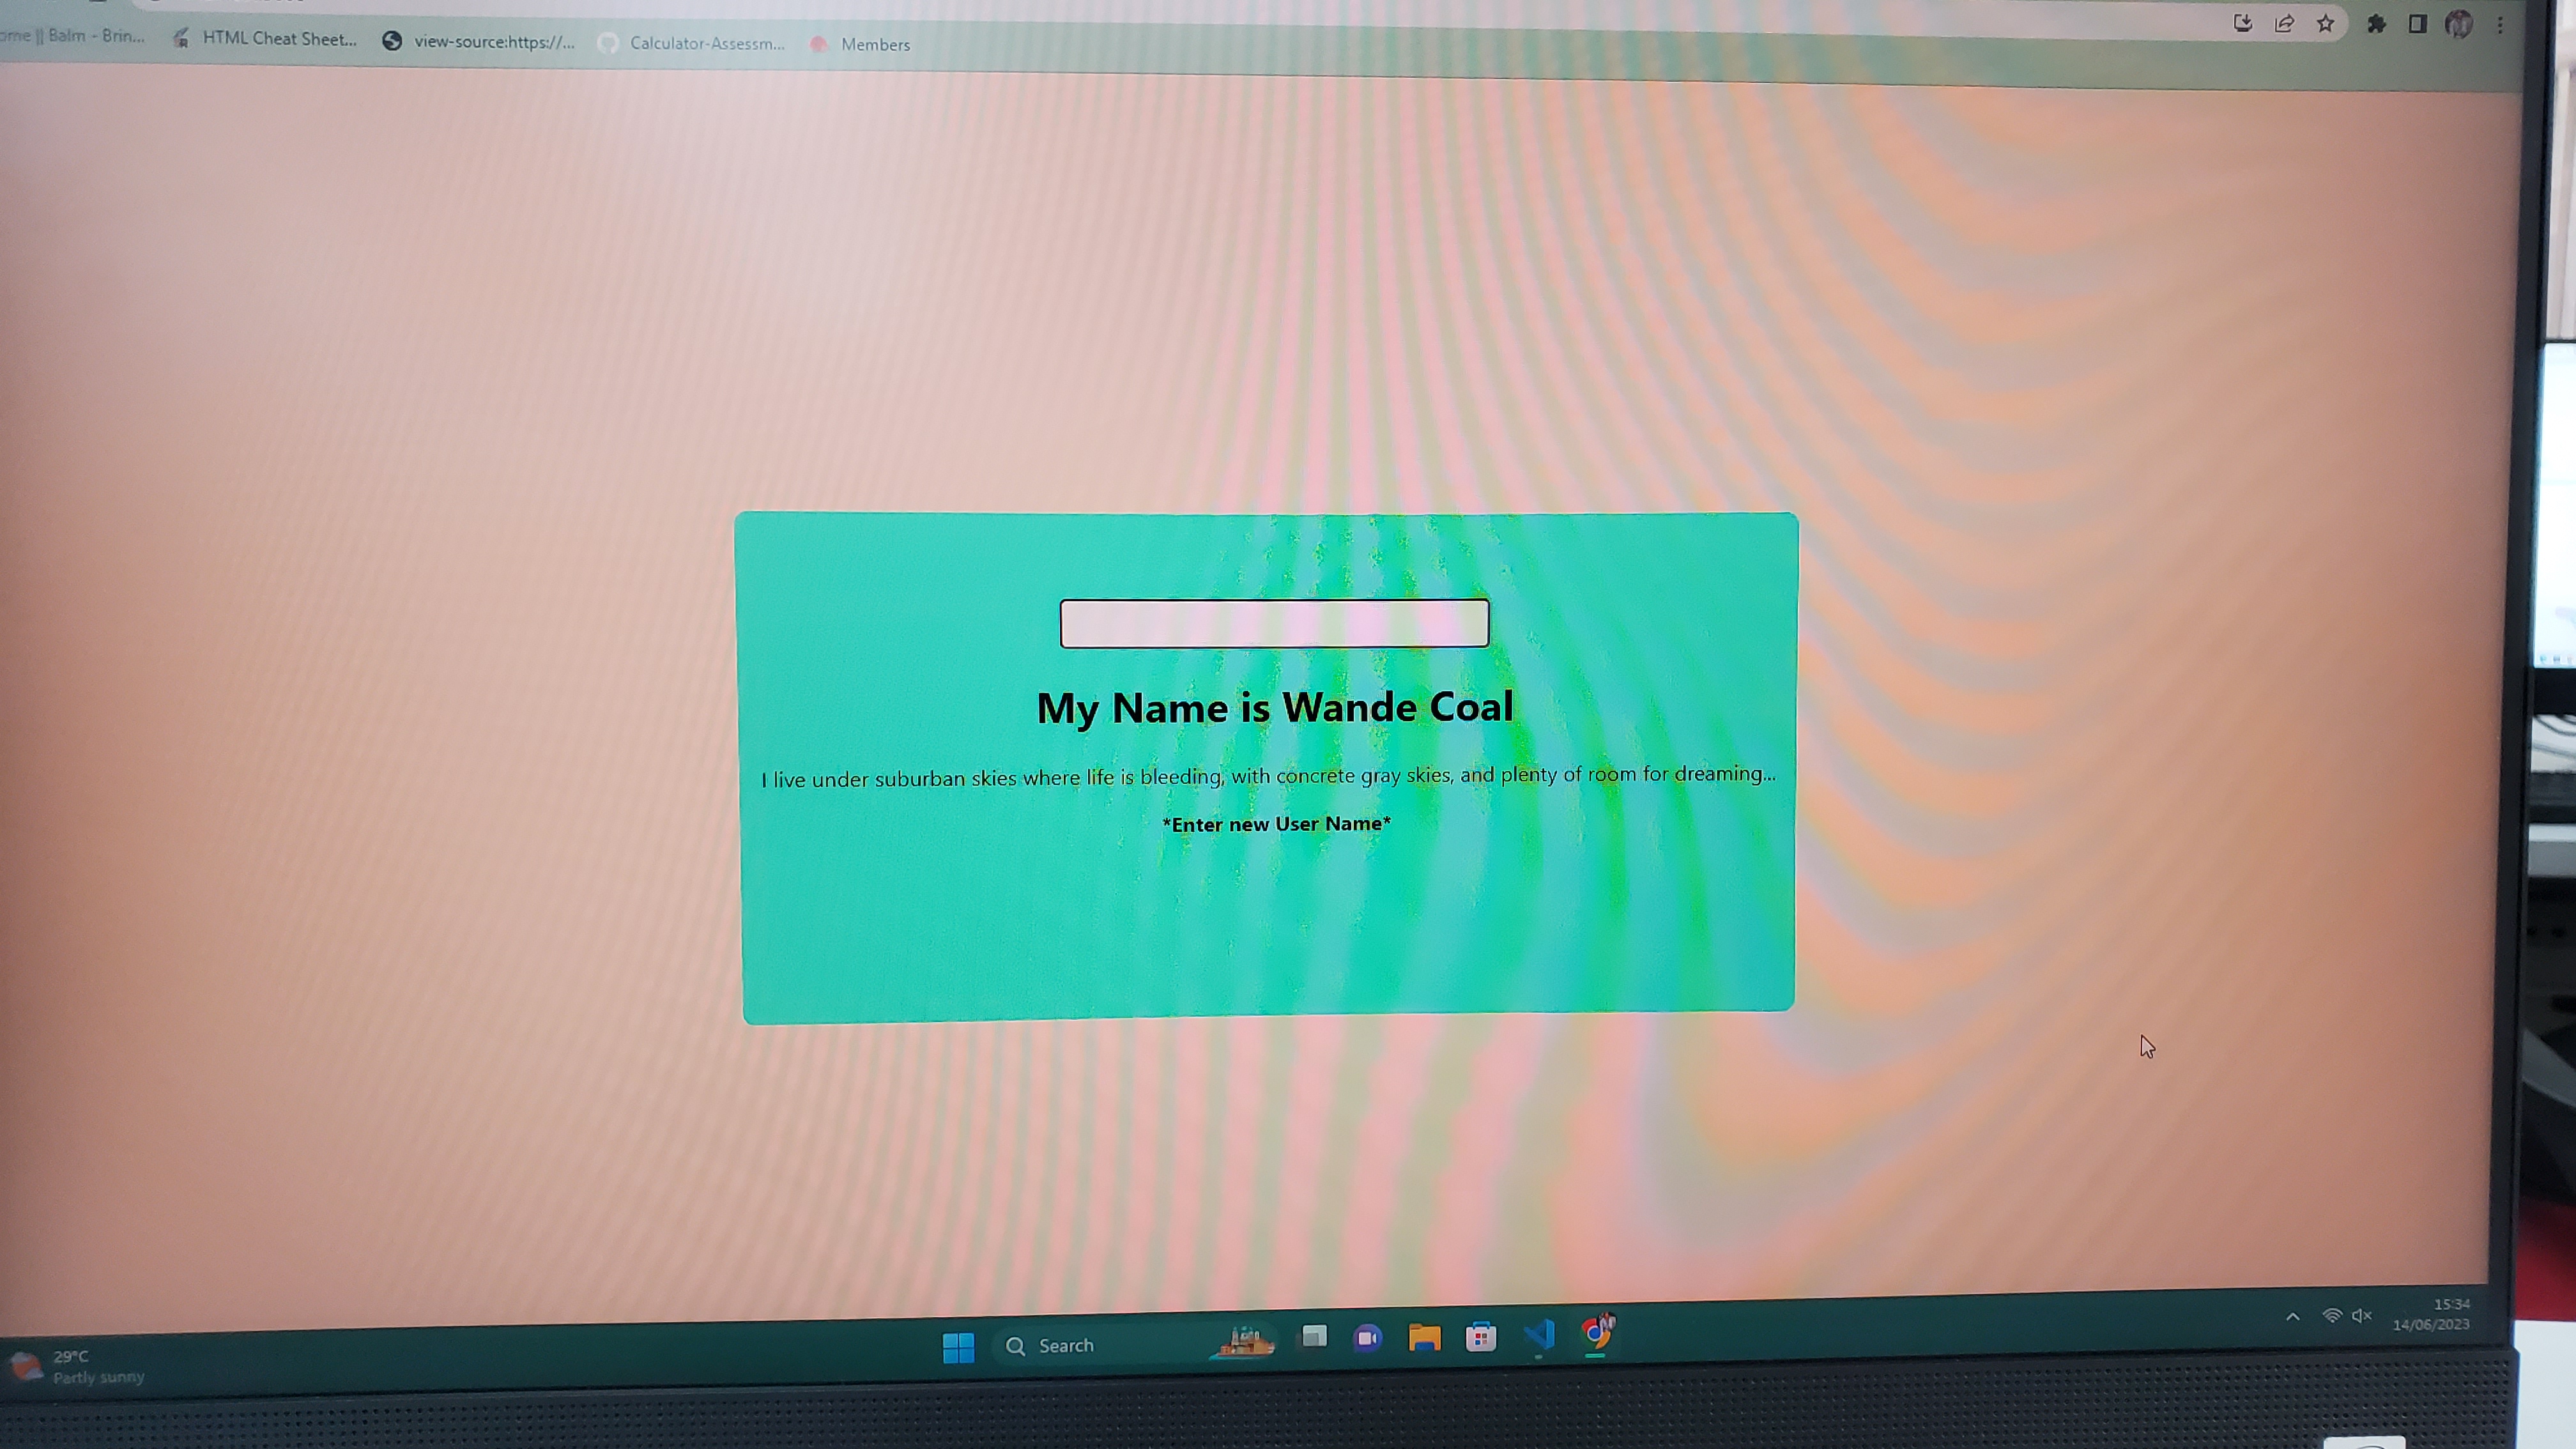 ome || Balm - Brin...
HTML Cheat Sheet...
view-source:https://...
Calculator-Assessm...
Members
My Name is Wande Coal
I live under suburban skies where life is bleeding, with concrete gray skies, and plenty of room for dreaming...
*Enter new User Name*
29°C
Partly sunny
Search
15:34
14/06/2023